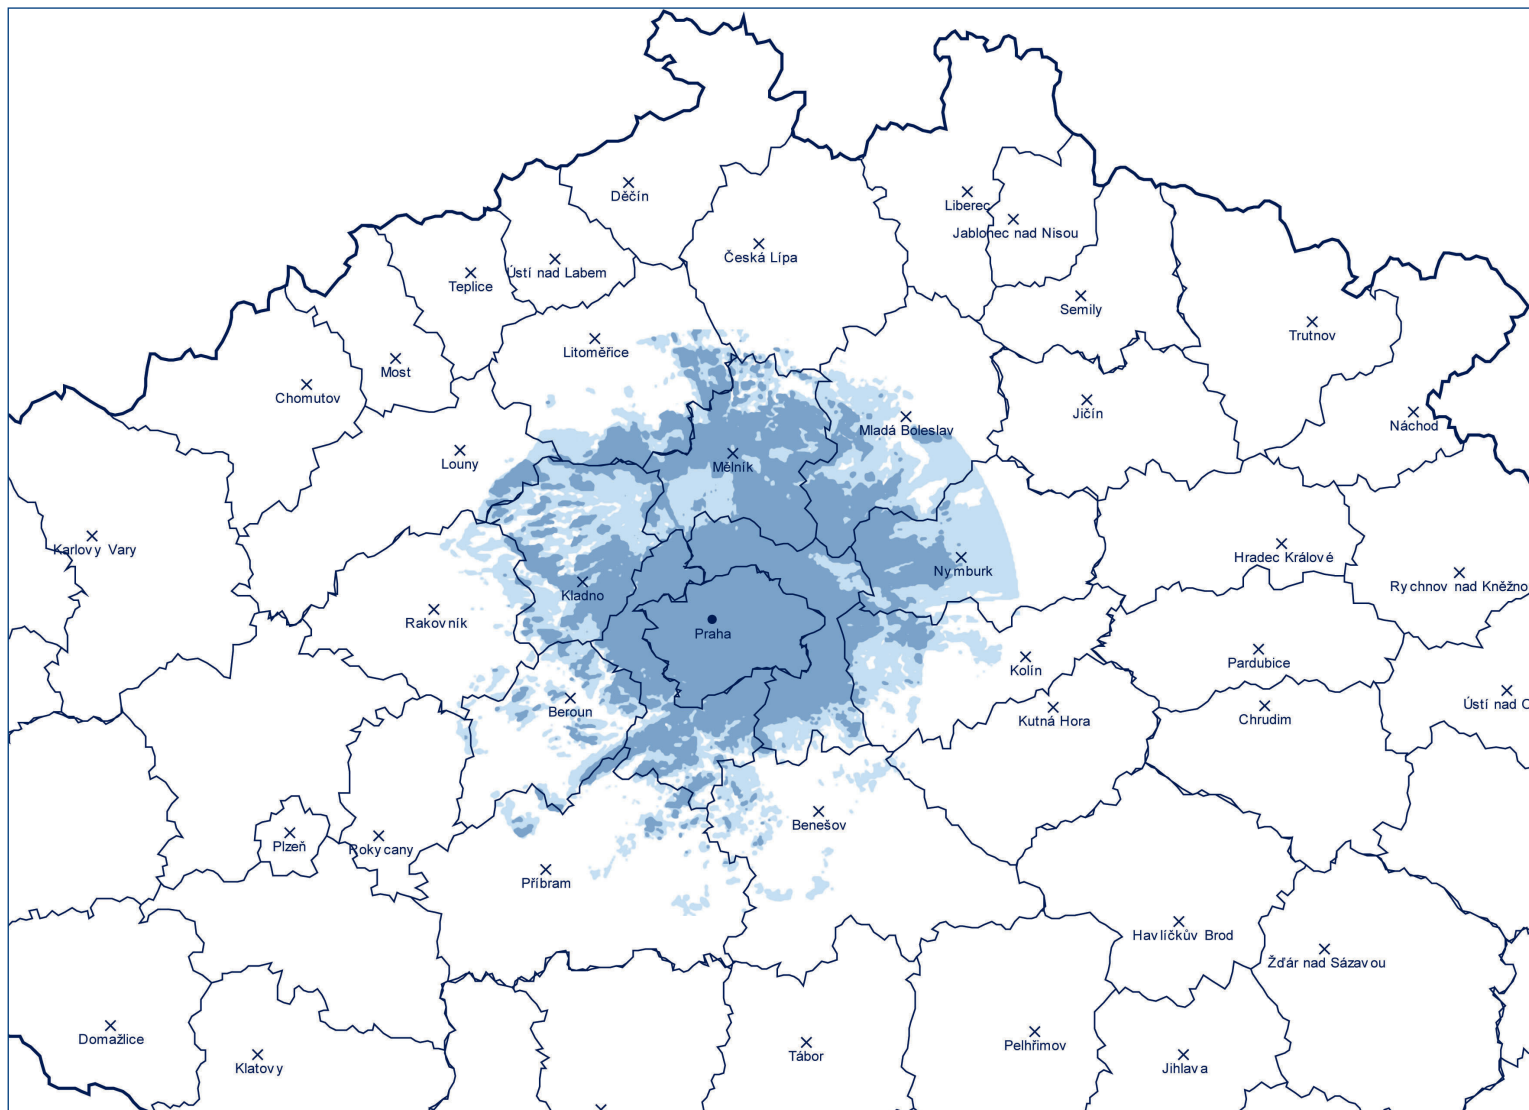 Děčín
Liberec
Jablonec nad Nisou
Česká Lípa
Ústí nad Labem
Teplice
Semily
Trutnov
Litoměřice
Most
Chomutov
Jičín
Náchod
Mladá Boleslav
Louny
Mělník
Karlovy Vary
Hradec Králové
Nymburk
Rychnov nad Kněžno
Kladno
Rakovník
Praha
Pardubice
Kolín
Beroun
Kutná Hora
Chrudim
Ústí nad O
Benešov
Plzeň
Rokycany
Příbram
Havlíčkův Brod
Žďár nad Sázavou
Domažlice
Pelhřimov
Tábor
Klatovy
Jihlava